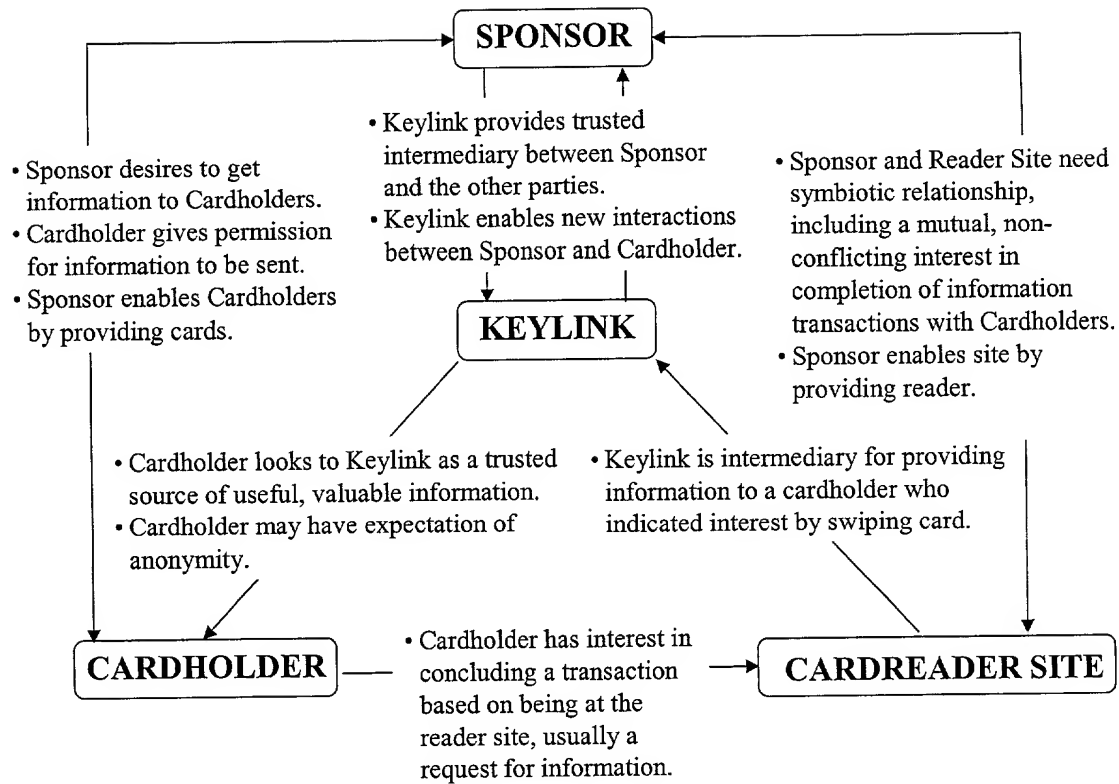 SPONSOR
• Keylink provides trusted
intermediary between Sponsor
and the other parties.
• Keylink enables new interactions
between Sponsor and Cardholder.
• Sponsor desires to get
information to Cardholders.
• Cardholder gives permission
for information to be sent.
• Sponsor enables Cardholders
by providing cards.
• Sponsor and Reader Site need
symbiotic relationship,
including a mutual, non-
conflicting interest in
completion of information
transactions with Cardholders.
• Sponsor enables site by
providing reader.
KEYLINK
• Cardholder looks to Keylink as a trusted
source of useful, valuable information.
• Cardholder may have expectation of
anonymity.
• Keylink is intermediary for providing
information to a cardholder who
indicated interest by swiping card.
CARDHOLDER
• Cardholder has interest in
concluding a transaction
based on being at the
reader site, usually a
request for information.
CARDREADER SITE